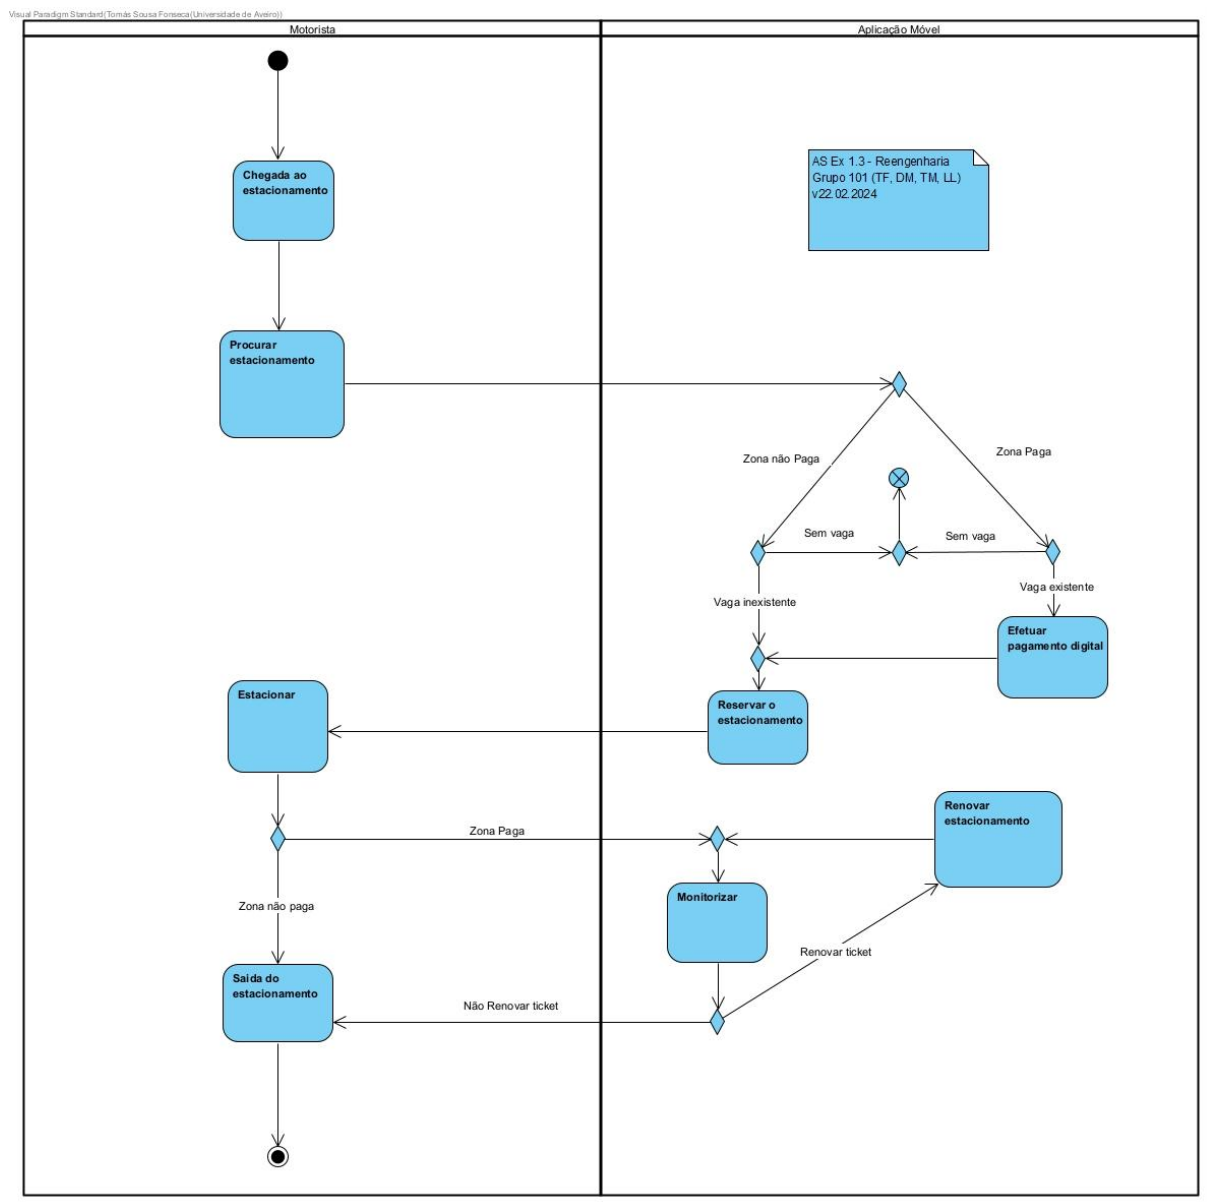 Visual Paradigm Standard(Tomás Sousa Fonseca(Universidade de Aveiro))
Motorista
Aplicação Móvel
Chegada ao
estacionamento
AS Ex 1.3 - Reengenharia
Grupo 101 (TF, DM, TM, LL)
v22.02.2024
Procurar
estacionamento
Zona não Paga
Zona Paga
Sem vaga
Sem vaga
Vaga inexistente
Vaga existente
Efetuar
pagamento digital
Estacionar
Reservar o
estacionamento
Renovar
estacionamento
Zona Paga
Monitorizar
Zona não paga
Renovar ticket
Saida do
estacionamento
Não Renovar ticket